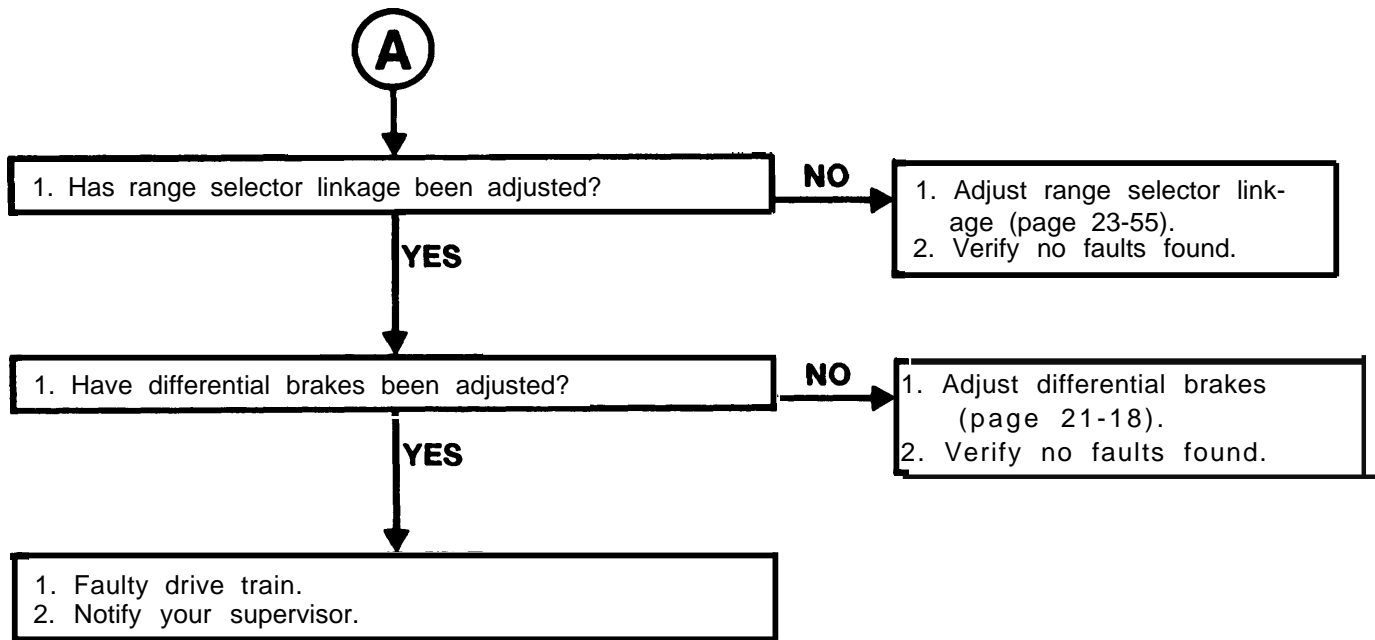 A
1. Has range selector linkage been adjusted?
NO
1. Adjust range selector link-
age (page 23-55).
2. Verify no faults found.
YES
1. Have differential brakes been adjusted?
NO
1. Adjust differential brakes
(page 21-18).
2. Verify no faults found.
YES
1. Faulty drive train.
2. Notify your supervisor.